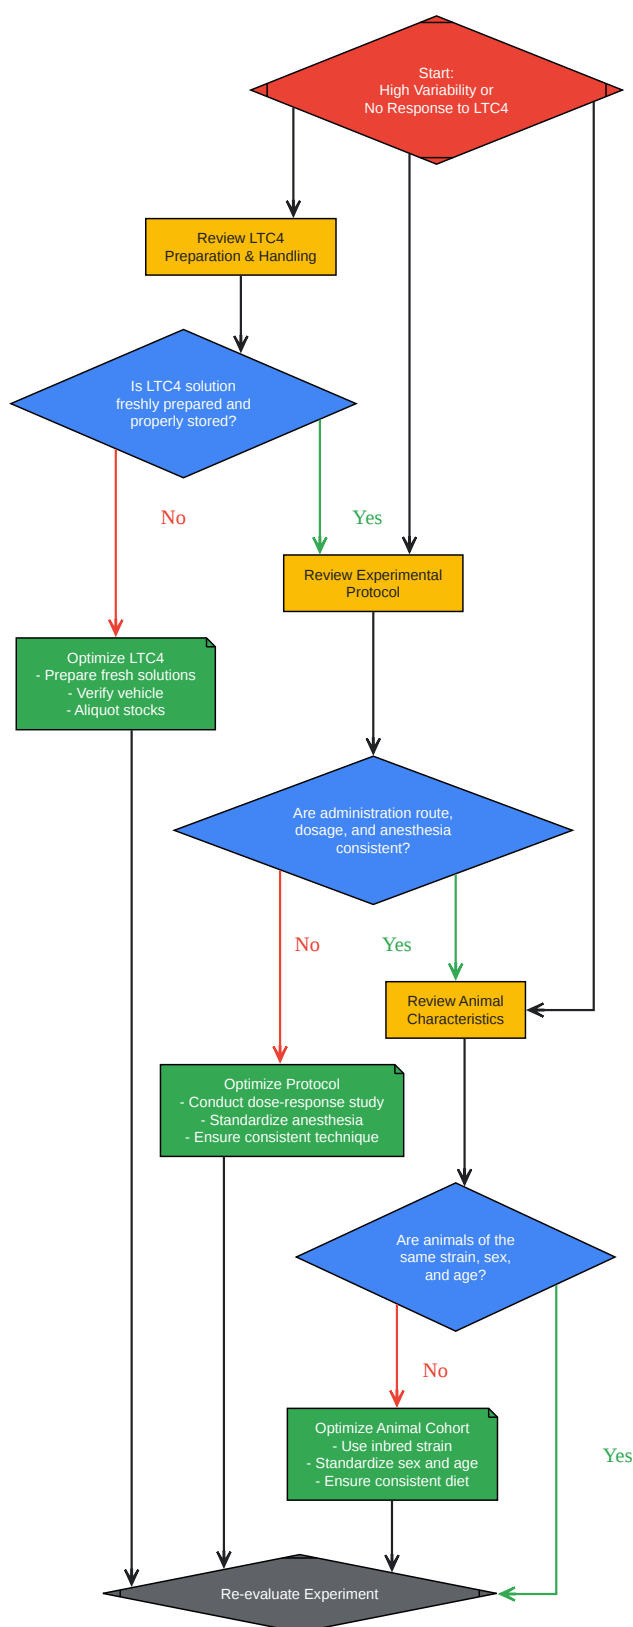 Start:
High Variability or
No Response to LTC4
Review LTC4
Preparation & Handling
Is LTC4 solution
freshly prepared and
properly stored?
No
Yes
Review Experimental
Protocol
Optimize LTC4
- Prepare fresh solutions
- Verify vehicle
- Aliquot stocks
Are administration route,
dosage, and anesthesia
consistent?
No
Yes
Review Animal
Characteristics
Optimize Protocol
- Conduct dose-response study
- Standardize anesthesia
- Ensure consistent technique
Are animals of the
same strain, sex,
and age?
No
Optimize Animal Cohort
- Use inbred strain
- Standardize sex and age
- Ensure consistent diet
Yes
Re-evaluate Experiment